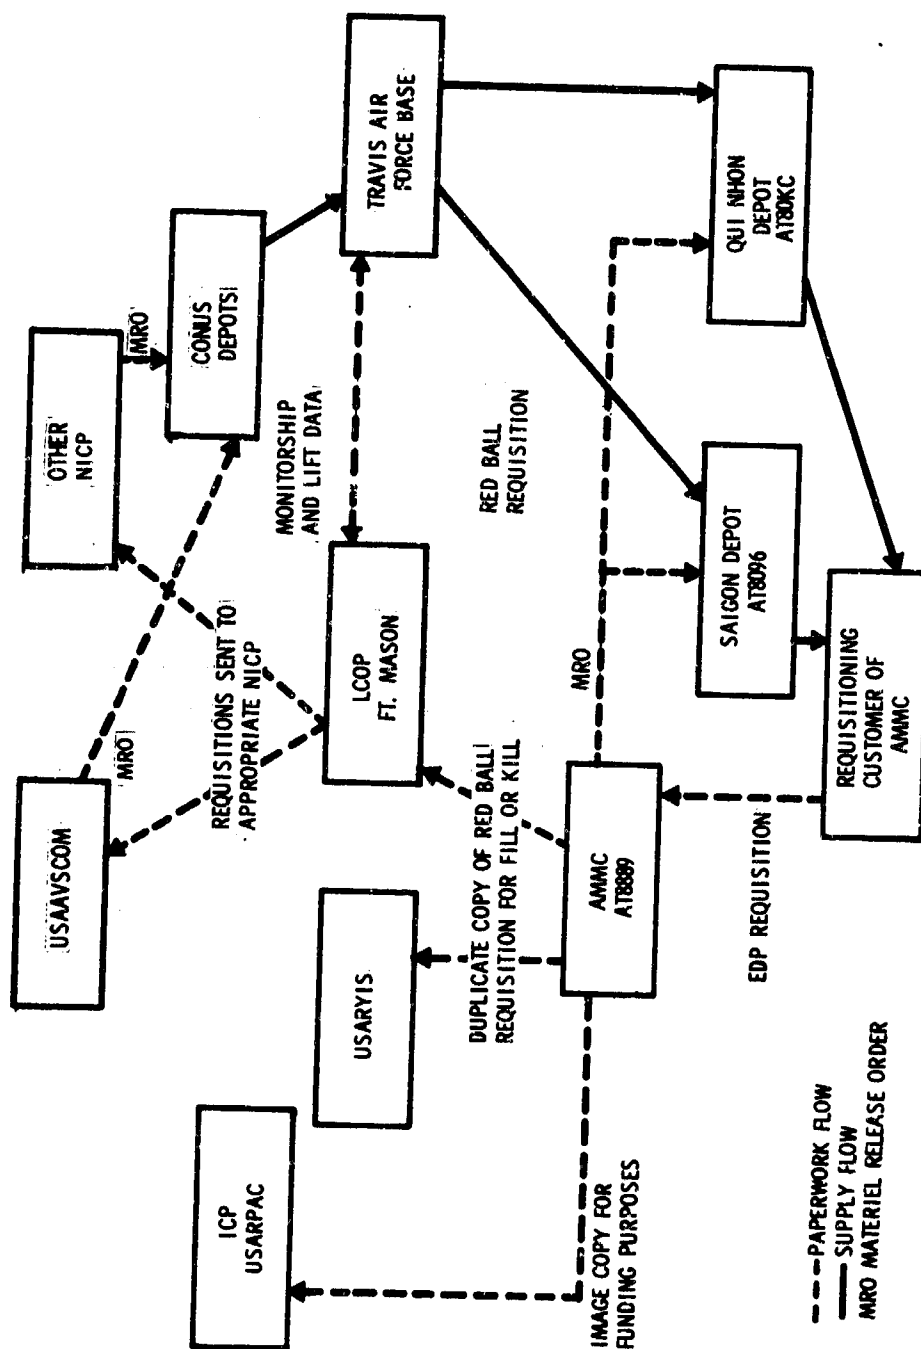 ICP
USARPAC
USARYIS
USAAVSCOM
OTHER
NICP
MRO
MRO
CONUS
DEPOTS
REQUISITIONS SENT TO
APPROPRIATE NICP
MONITORSHIP
AND LIFT DATA
TRAVIS AIR
FORCE BASE
LCOP
FT. MASON
IMAGE COPY FOR
FUNDING PURPOSES
DUPLICATE COPY OF RED BALL
REQUISITION FOR FILL OR KILL
RED BALL
REQUISITION
AMMC
AT8889
MRO
SAIGON DEPOT
AT8096
QUI NHON
DEPOT
AT80KC
EDP REQUISITION
REQUISITIONING
CUSTOMER OF
AMMC
PAPERWORK FLOW
SUPPLY FLOW
MRO MATERIEL RELEASE ORDER